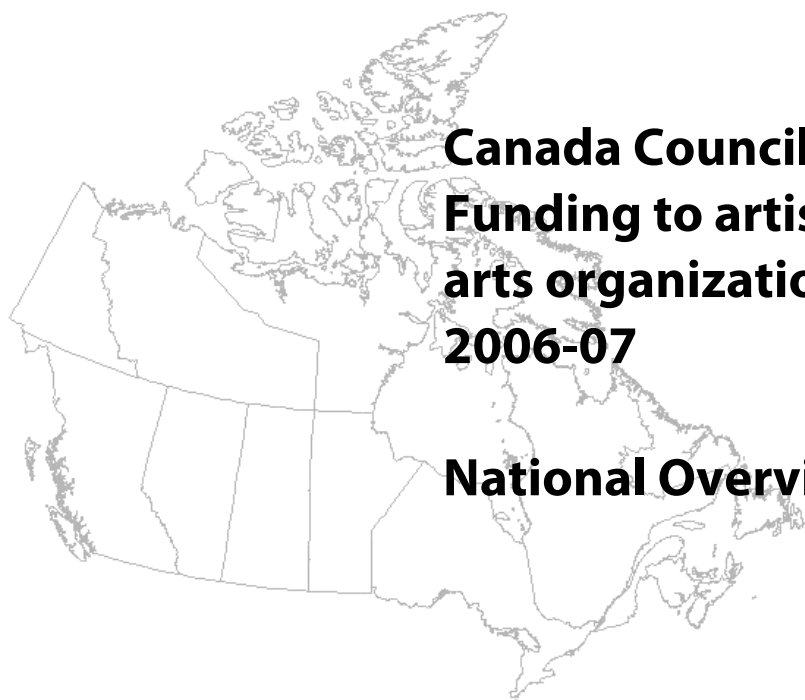 Canada Council
Funding to artis
arts organizatio
2006-07
National Overvi